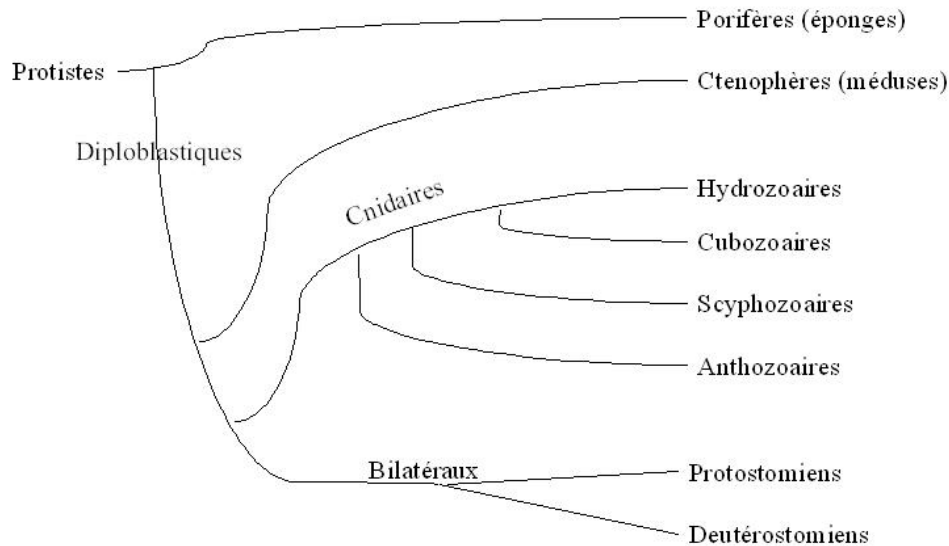 Porifères (éponges)
Protistes
Ctenophères (méduses)
Diploblastiques
Cnidaires
Hydrozoaires
Cubozoaires
Scyphozoaires
Anthozoaires
Bilatéraux
Protostomiens
Deutérostomiens